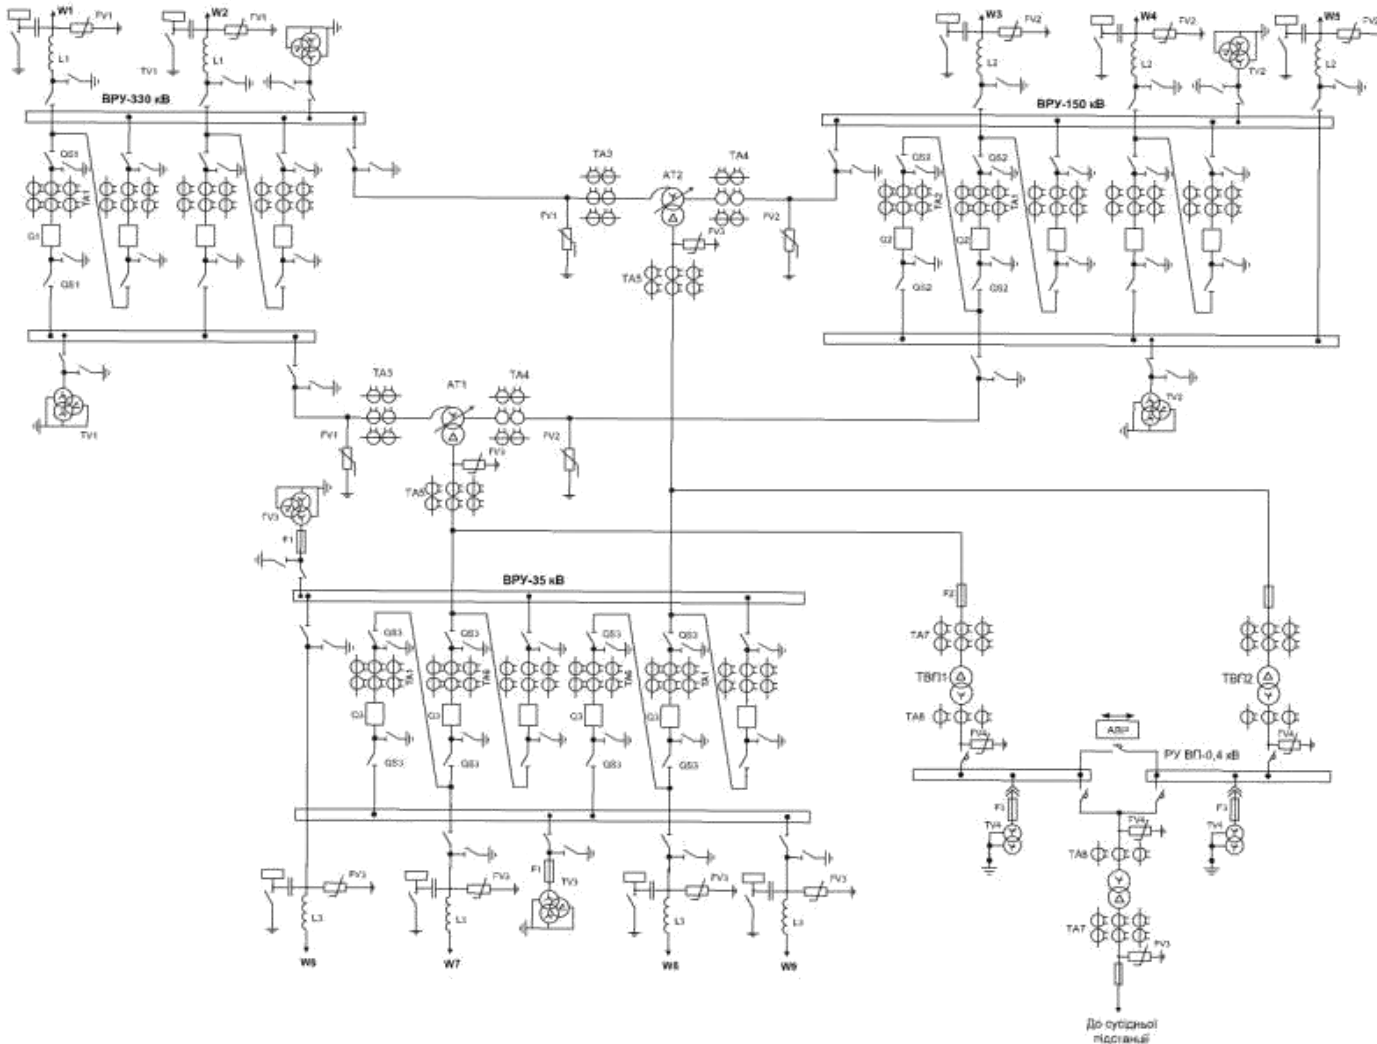 W1
FV1
W2
FV1
L1
TV1
L1
W3
FV2
W4
FV2
W5
FV2
L2
L2
TV2
L2
ВРУ-330 кВ
ВРУ-150 кВ
QS1
TA1
Q1
QS1
TA3
AT2
TA4
FV1
FV3
FV2
TA5
QS2
QS2
TA2
TA1
Q2
Q2
QS2
QS2
TV1
TA3
AT1
TA4
FV1
FV2
FV3
TA5
TV2
TV3
F1
ВРУ-35 кВ
QS3
QS3
QS3
QS3
TA1
TA6
TA6
TA1
Q3
Q3
Q3
Q3
QS3
QS3
QS3
QS3
F2
TA7
ТВП1
ТВП2
TA8
FV4
АВР
FV4
РУ ВП-0,4 кВ
F3
TV4
F3
TV4
FV4
TA8
TA7
FV3
FV3
FV3
F1
TV3
FV3
FV3
L3
L3
L3
L3
W6
W7
W8
W9
До сусідньої
підстанції